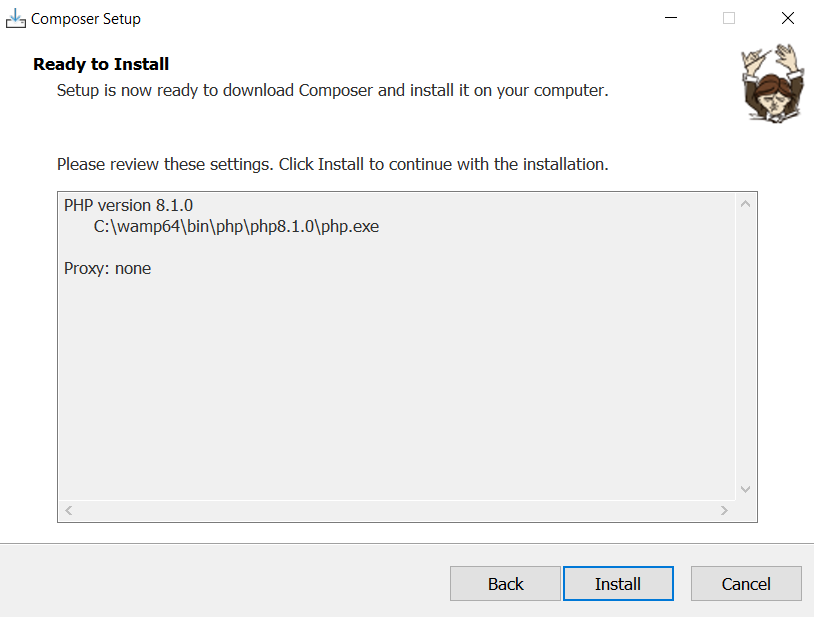 Composer Setup
Ready to Install
Setup is now ready to download Composer and install it on your computer.
Please review these settings. Click Install to continue with the installation.
PHP version 8.1.0
C:\wamp64\bin\php\php8.1.0\php.exe
Proxy: none
Back
Install
Cancel